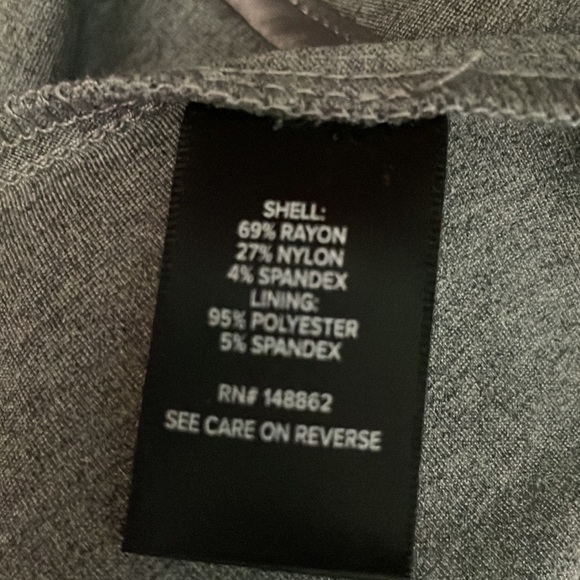 SHELL:
69% RAYON
27% NYLON
4% SPANDEX
LINING:
95% POLYESTER
5% SPANDEX
RN# 148862
SEE CARE ON REVERSE